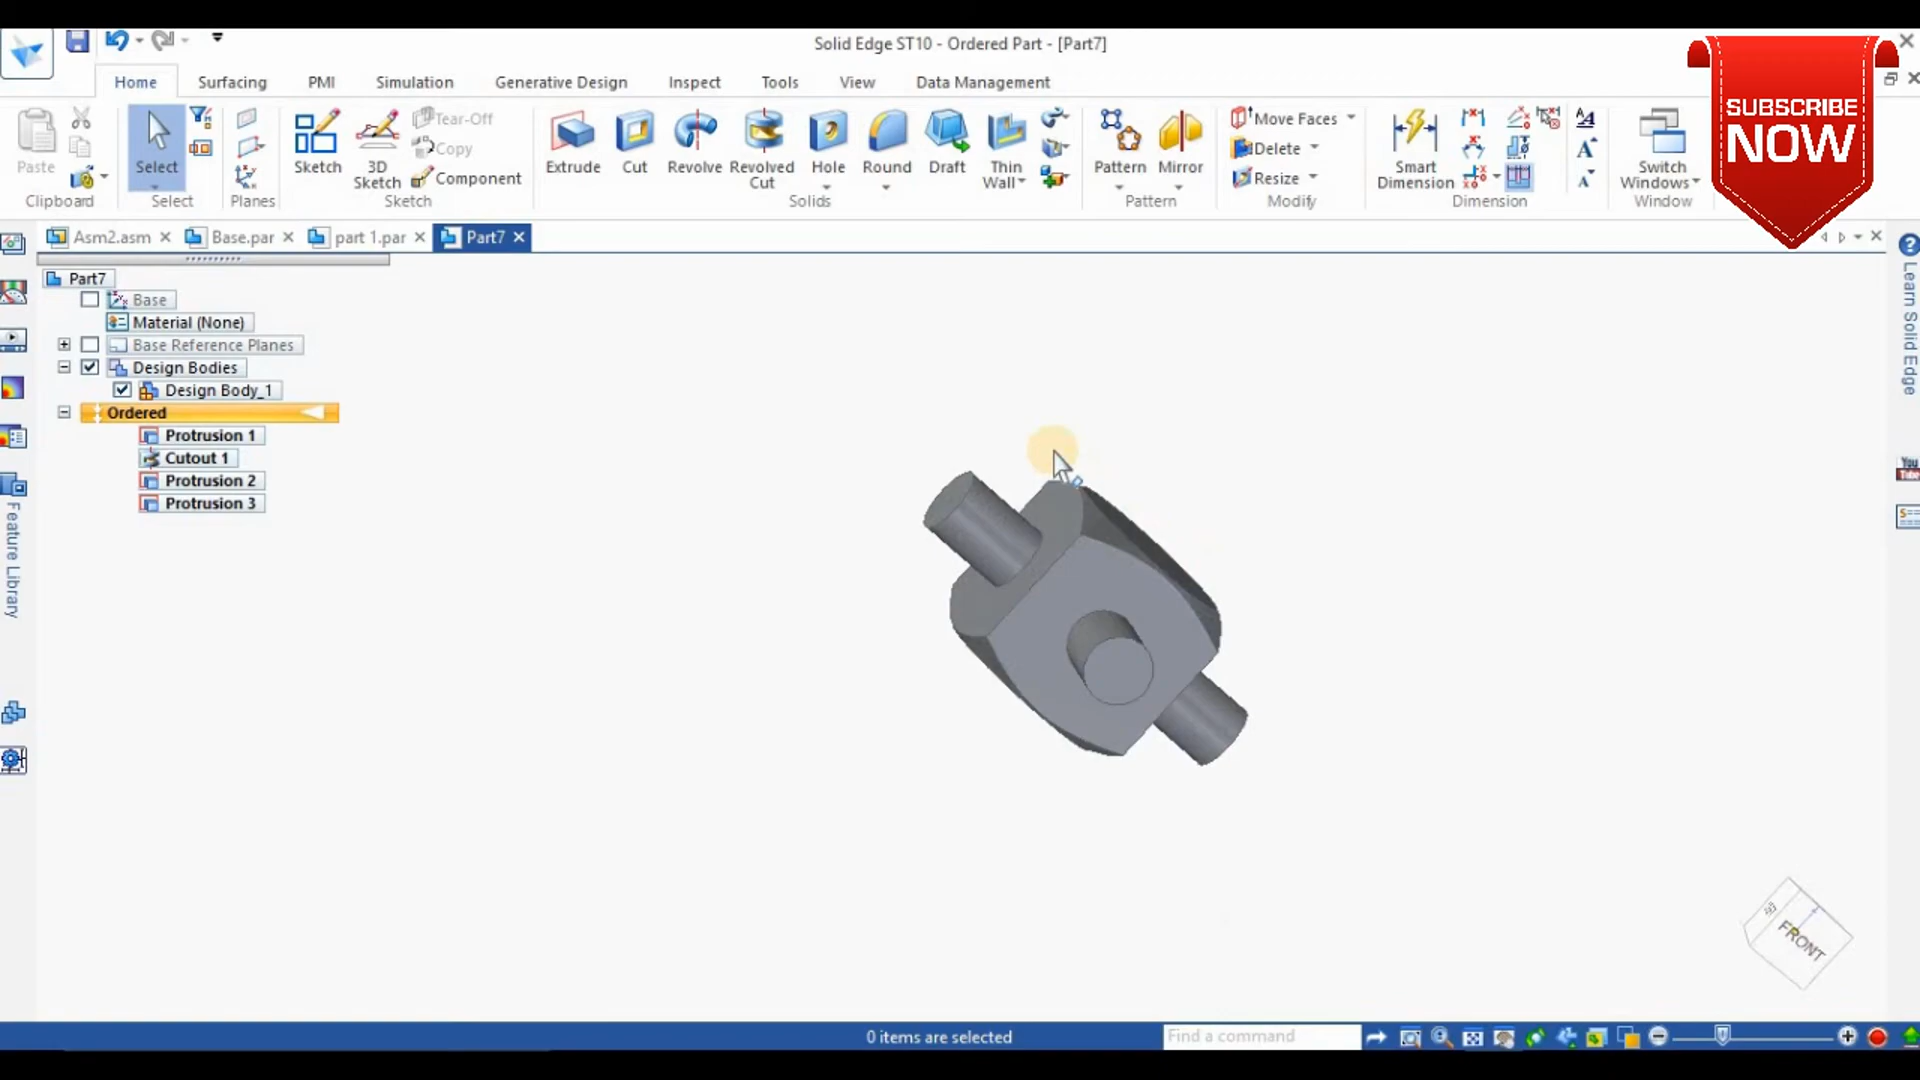 Solid Edge ST10 - Ordered Part - [Part7]
SUBSCRIBE
NOW
Home
Surfacing
PMI
Simulation
Generative Design
Inspect
Tools
View
Data Management
Paste
Select
Sketch
3D
Sketch
Tear-Off
Copy
Component
Extrude
Cut
Revolve
Revolved
Cut
Hole
Round
Draft
Thin
Wall
Pattern
Mirror
Move Faces
Delete
Resize
Smart
Dimension
Switch
Windows
Clipboard
Select
Planes
Sketch
Solids
Pattern
Modify
Dimension
Window
Asm2.asm
Base.par
part 1.par
Part7
Part7
Base
Material (None)
Base Reference Planes
Design Bodies
Design Body_1
Ordered
Protrusion 1
Cutout 1
Protrusion 2
Protrusion 3
Feature Library
Learn Solid Edge
You
Tube
FRONT
0 items are selected
Find a command